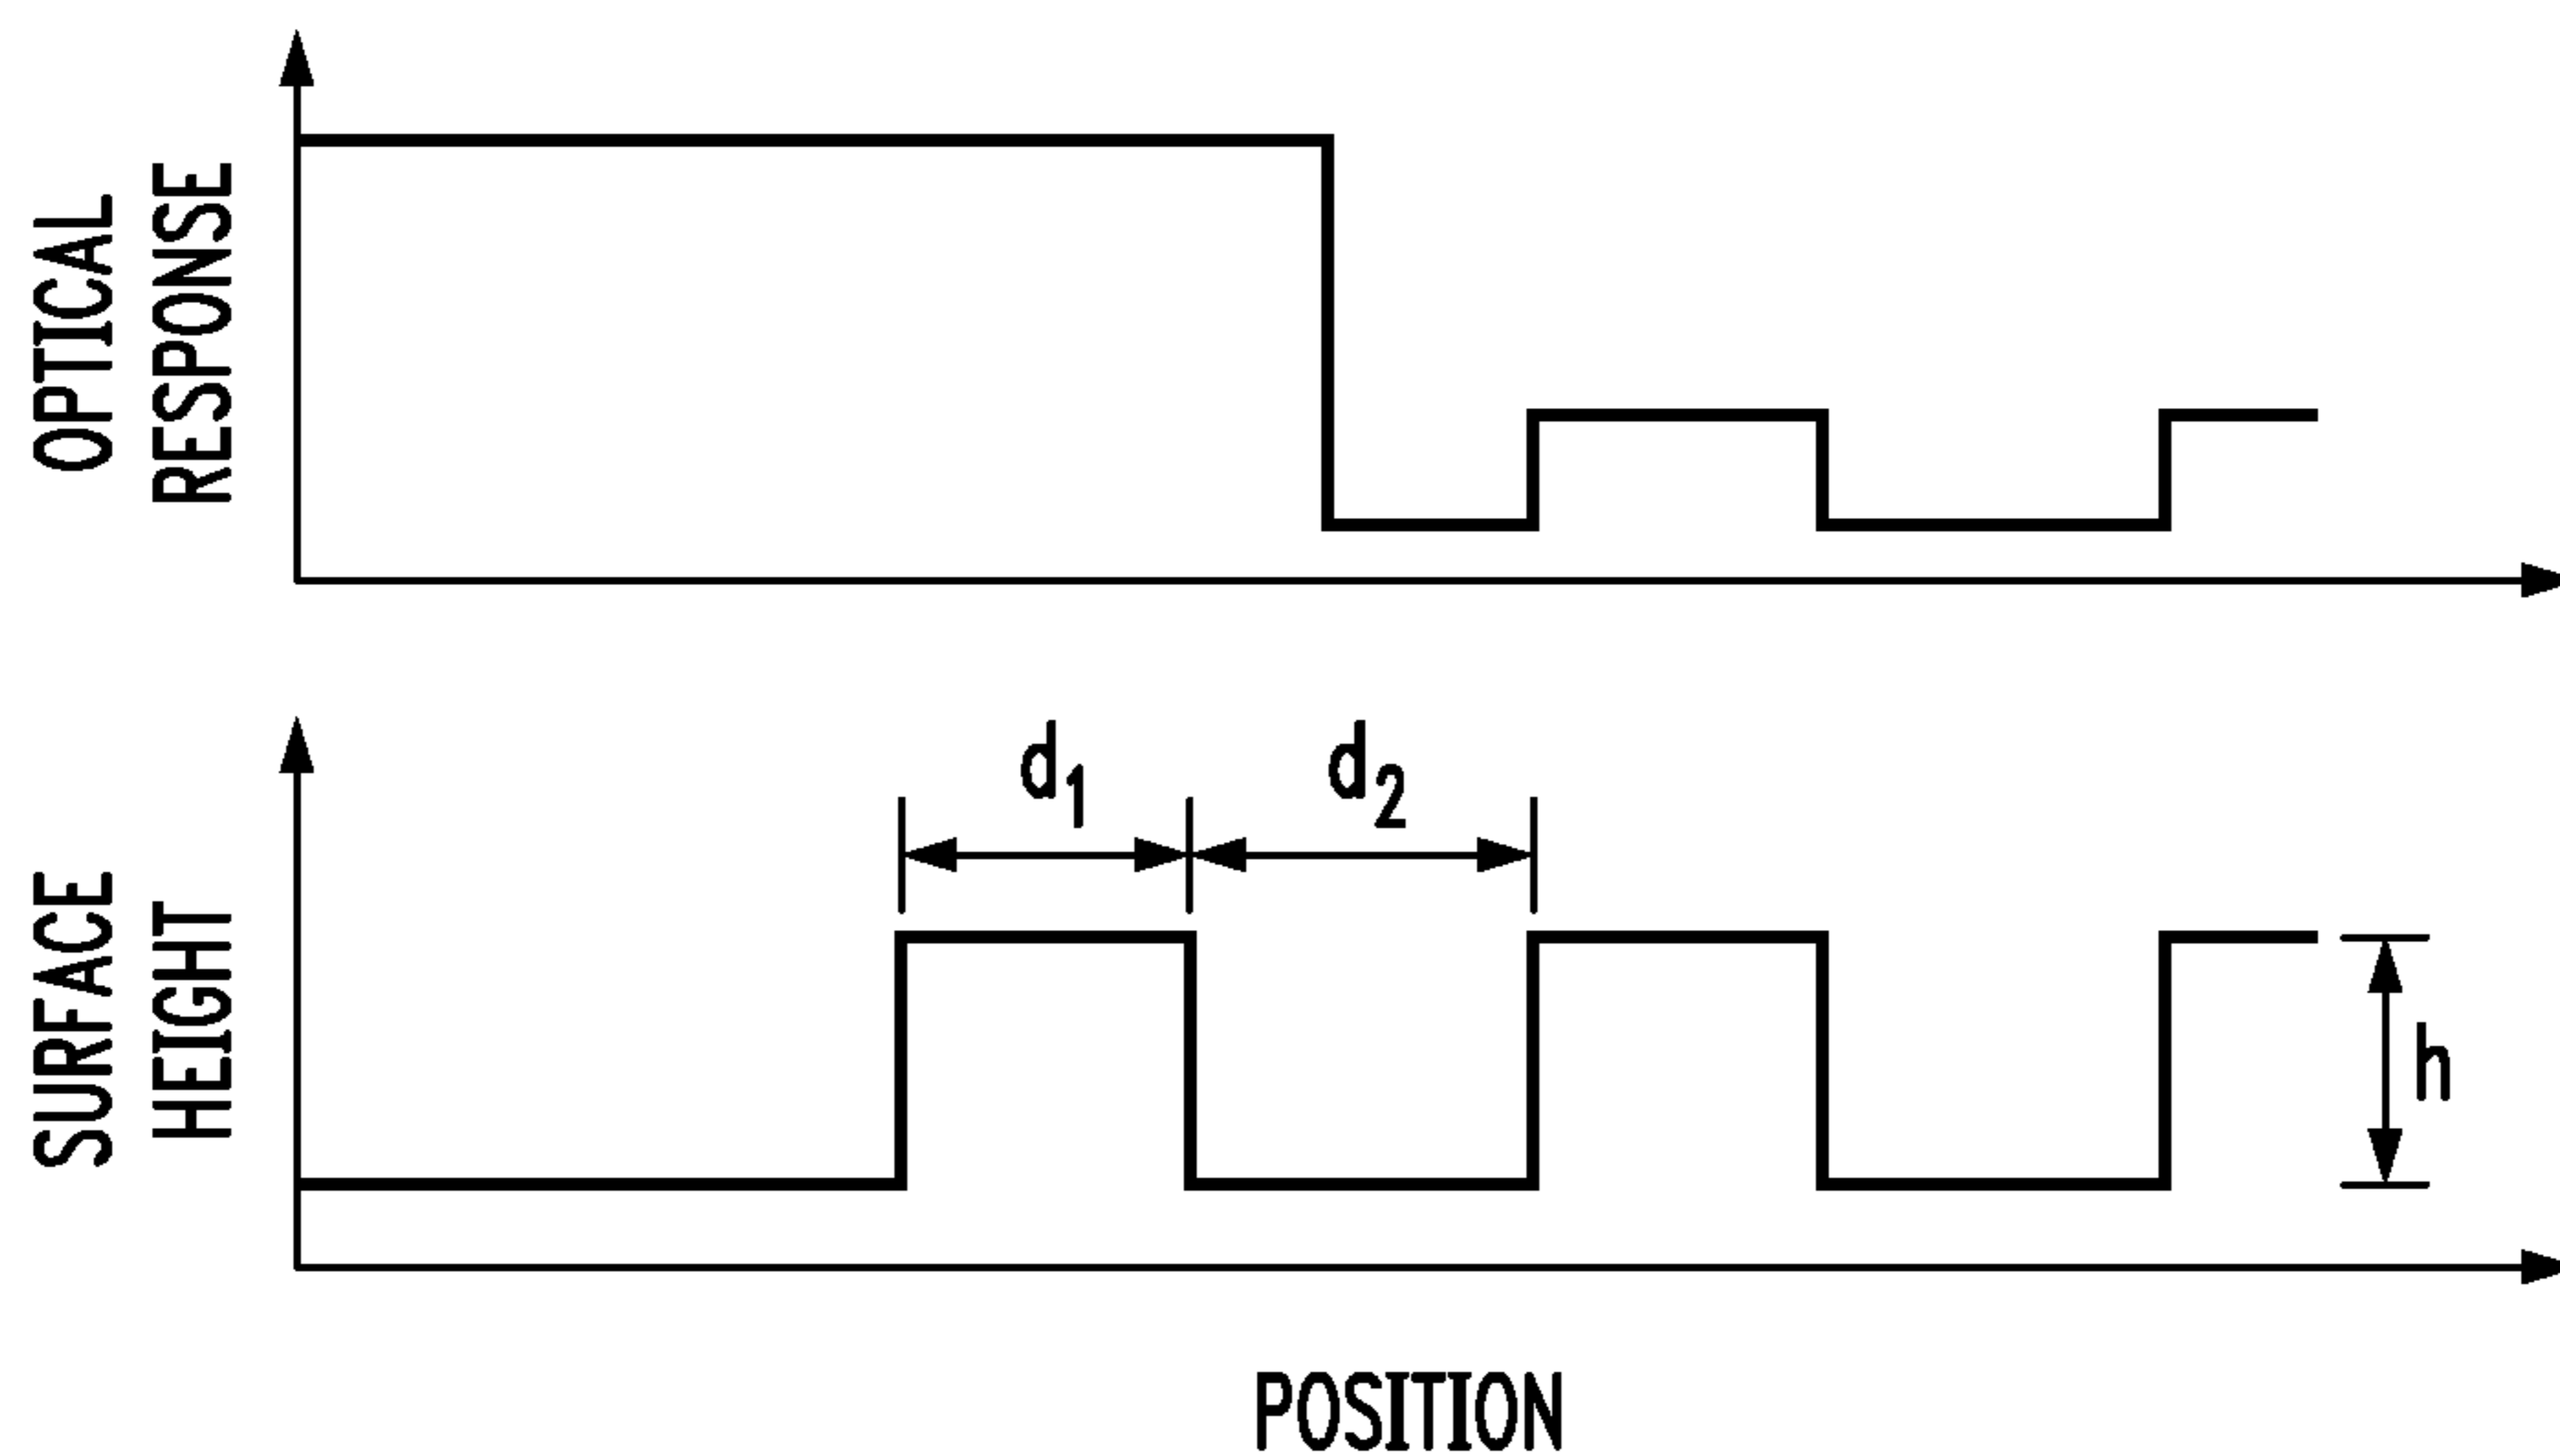 OPTICAL
RESPONSE
d1
d2
SURFACE
HEIGHT
h
POSITION